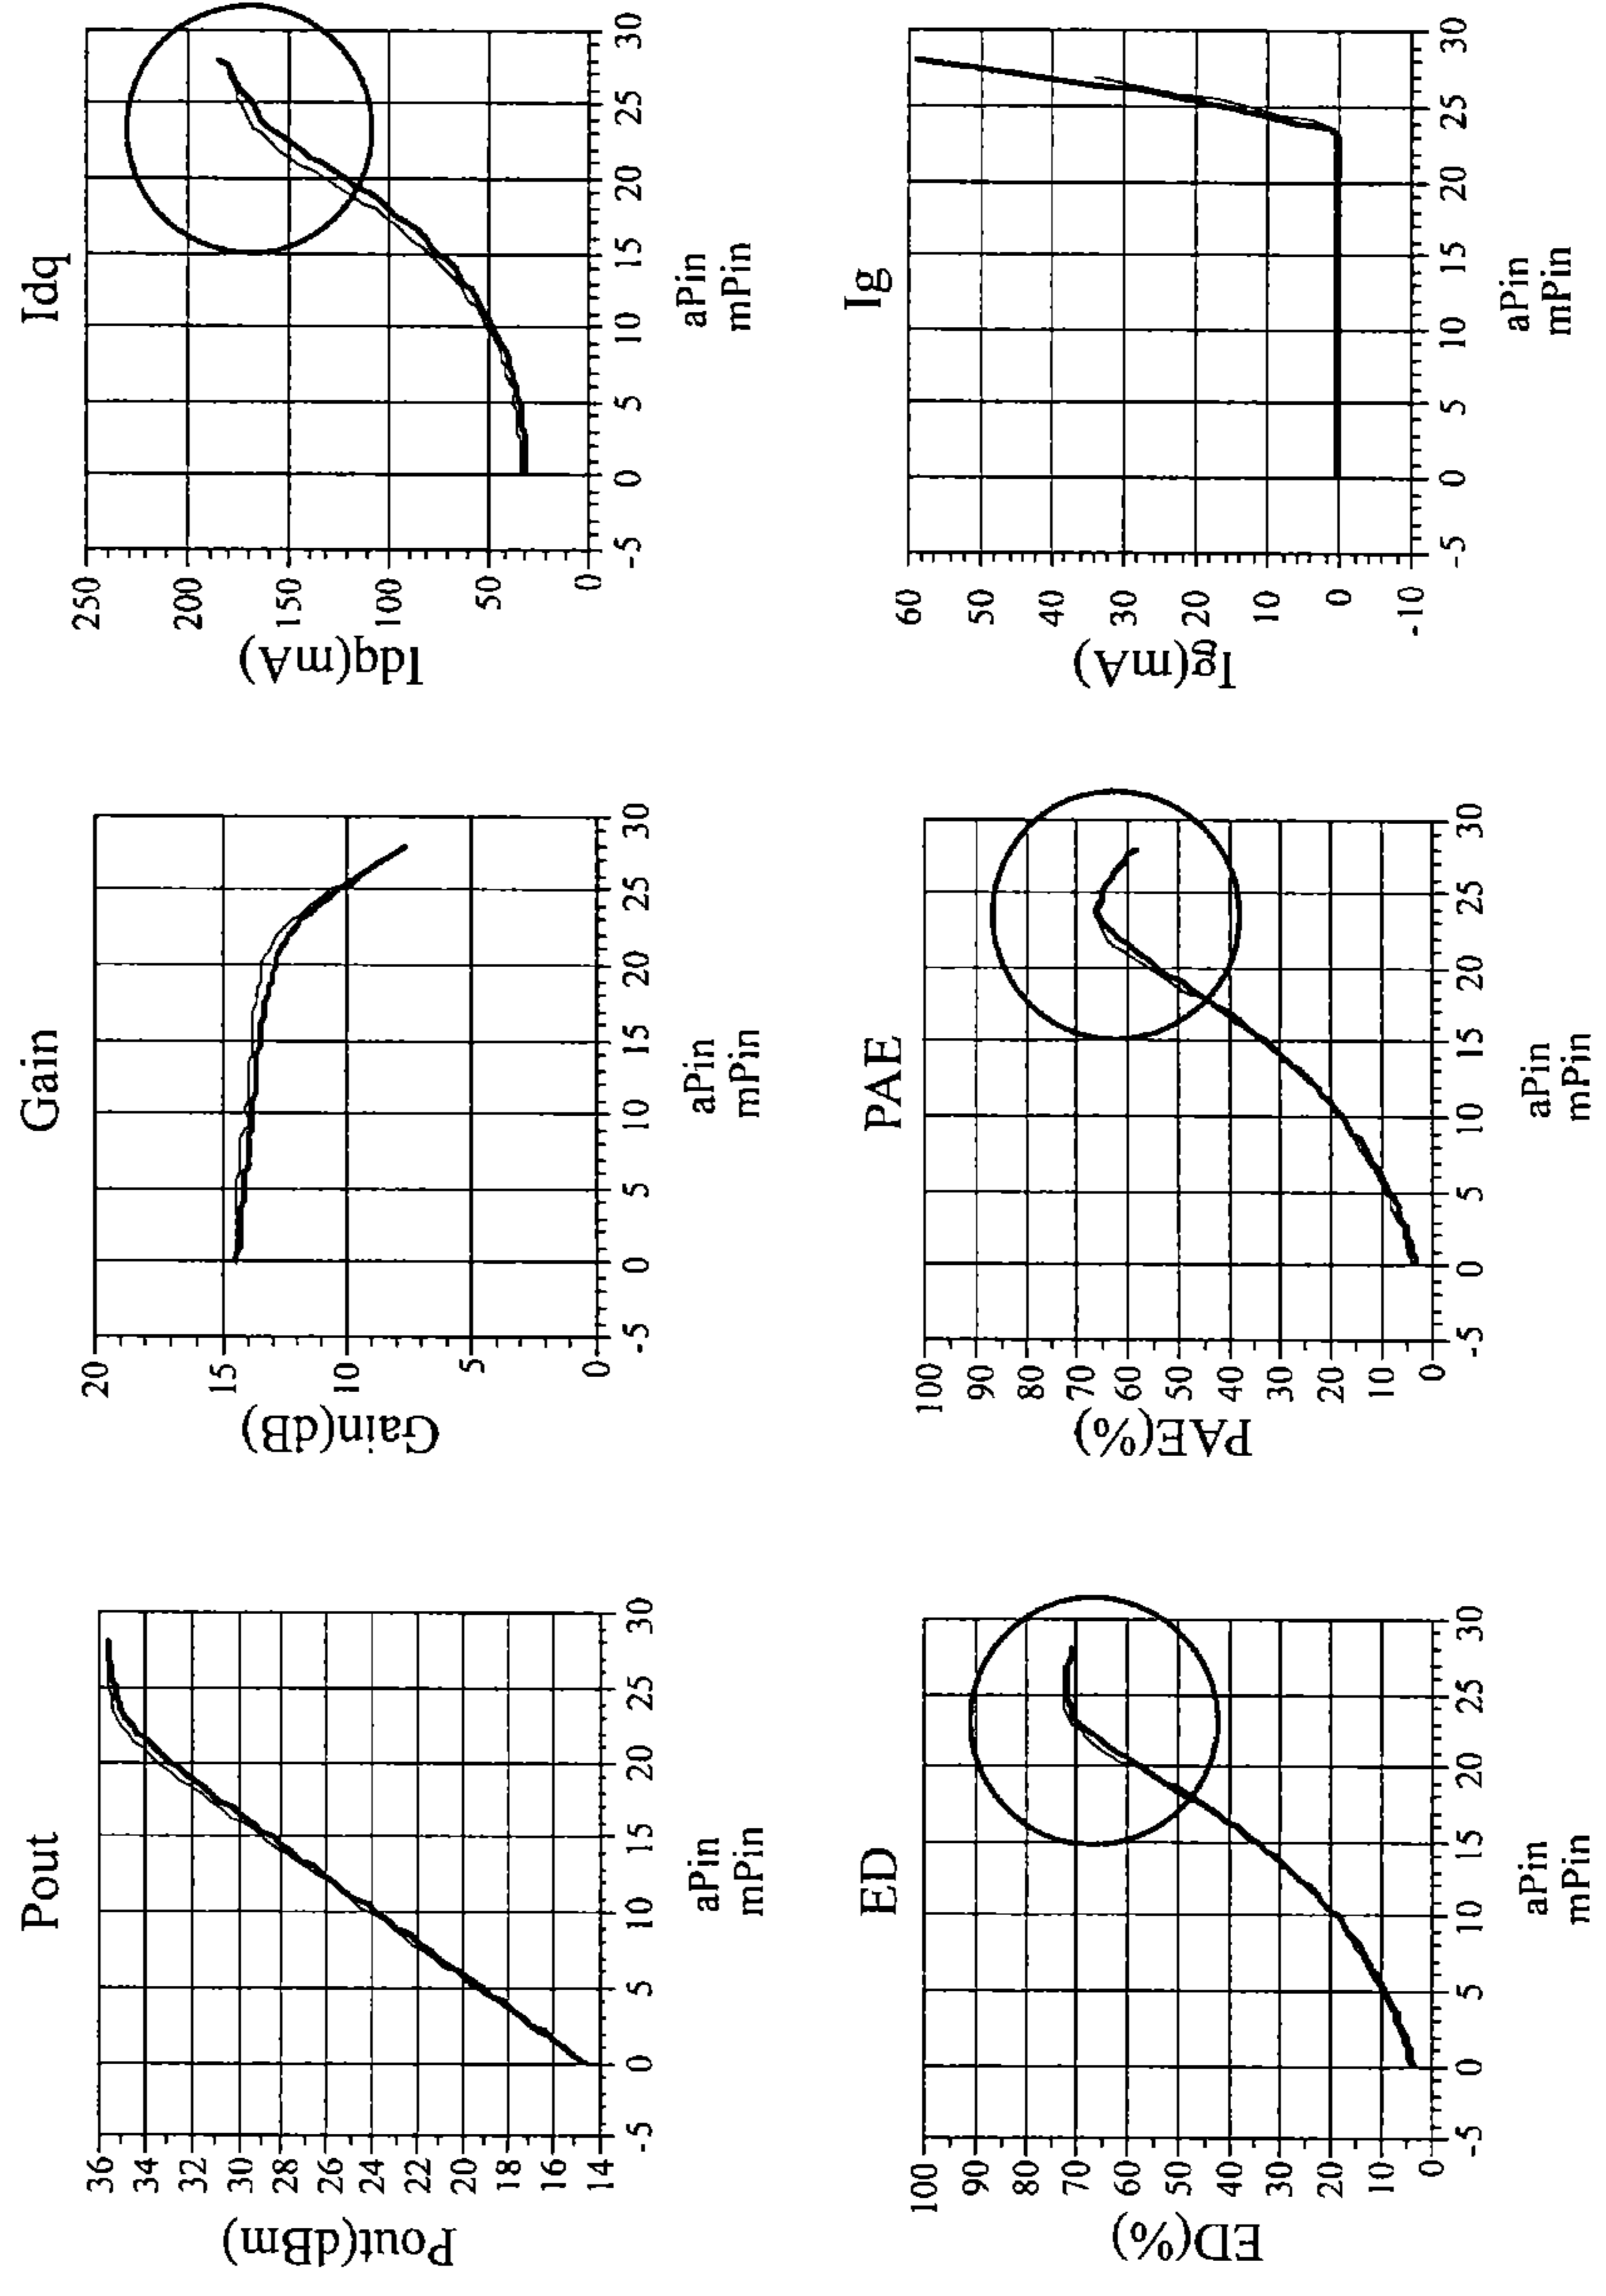 Pout
Pout(dBm)
36
34
32
30
28
26
24
22
20
18
16
14
-5 0 5 10 15 20 25 30
aPin
mPin
Gain
Gain(dB)
20
15
10
5
0
-5 0 5 10 15 20 25 30
aPin
mPin
Idq
Idq(mA)
250
200
150
100
50
0
-5 0 5 10 15 20 25 30
aPin
mPin
ED
ED(%)
100
90
80
70
60
50
40
30
20
10
0
-5 0 5 10 15 20 25 30
aPin
mPin
PAE
PAE(%)
100
90
80
70
60
50
40
30
20
10
0
-5 0 5 10 15 20 25 30
aPin
mPin
Ig
Ig(mA)
60
50
40
30
20
10
0
-10
-5 0 5 10 15 20 25 30
aPin
mPin